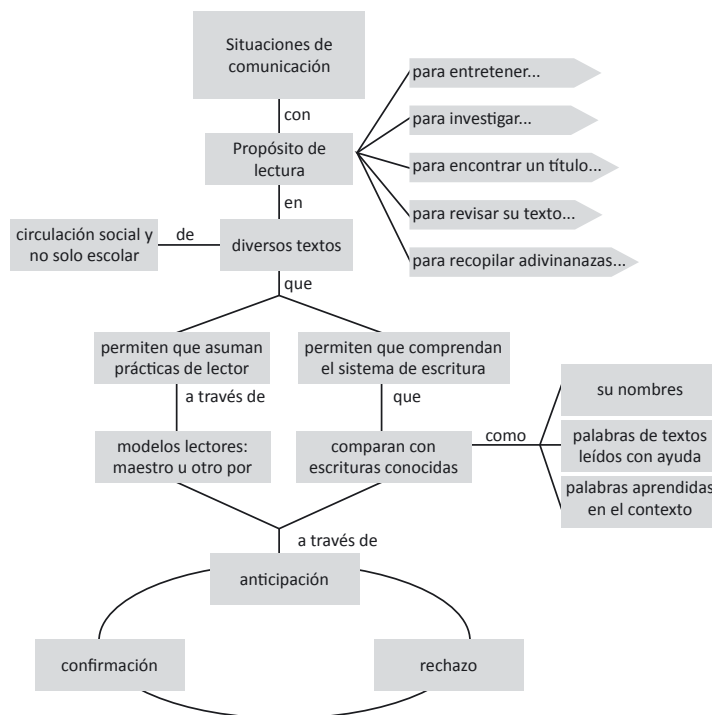 Situaciones de
comunicación
con
Propósito de
lectura
para entretener...
para investigar...
para encontrar un título...
para revisar su texto...
para recopilar adivinanazas...
en
circulación social y
no solo escolar
de
diversos textos
que
permiten que asuman
prácticas de lector
permiten que comprendan
el sistema de escritura
a través de
que
modelos lectores:
maestro u otro por
comparan con
escrituras conocidas
como
su nombres
palabras de textos
leídos con ayuda
palabras aprendidas
en el contexto
a través de
anticipación
confirmación
rechazo